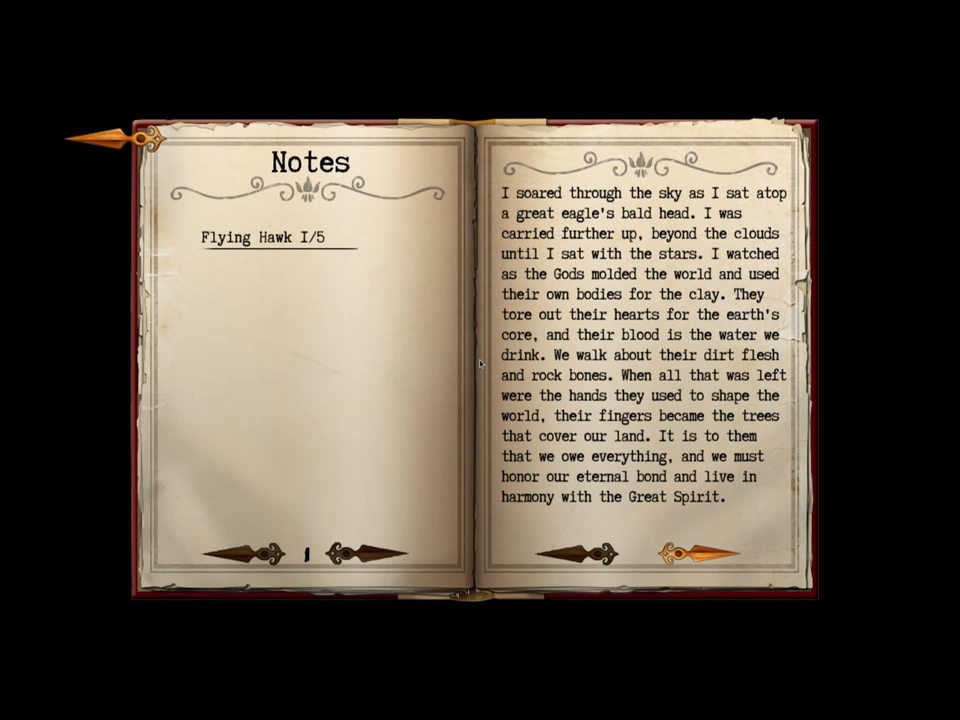 Notes
Flying Hawk I/5
1
I soared through the sky as I sat atop
a great eagle's bald head. I was
carried further up, beyond the clouds
until I sat with the stars. I watched
as the Gods molded the world and used
their own bodies for the clay. They
tore out their hearts for the earth's
core, and their blood is the water we
drink. We walk about their dirt flesh
and rock bones. When all that was left
were the hands they used to shape the
world, their fingers became the trees
that cover our land. It is to them
that we owe everything, and we must
honor our eternal bond and live in
harmony with the Great Spirit.